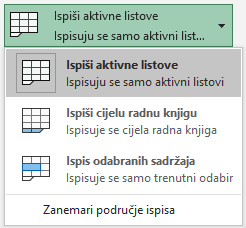 Ispiši aktivne listove
Ispisuju se samo aktivni list...
Ispiši aktivne listove
Ispisuju se samo aktivni listovi
Ispiši cijelu radnu knjigu
Ispisuje se cijela radna knjiga
Ispis odabranih sadržaja
Ispisuje se samo trenutni odabir
Zanemari područje ispisa